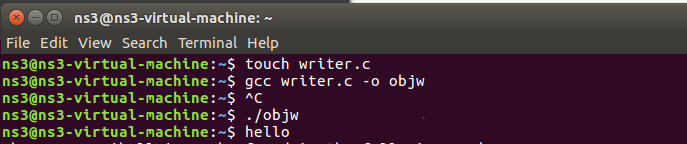 ns3@ns3-virtual-machine: ~
File Edit View Search Terminal Help
ns3@ns3-virtual-machine:~$ touch writer.c
ns3@ns3-virtual-machine:~$ gcc writer.c -o objw
ns3@ns3-virtual-machine:~$ ^C
ns3@ns3-virtual-machine:~$ ./objw
ns3@ns3-virtual-machine:~$ hello